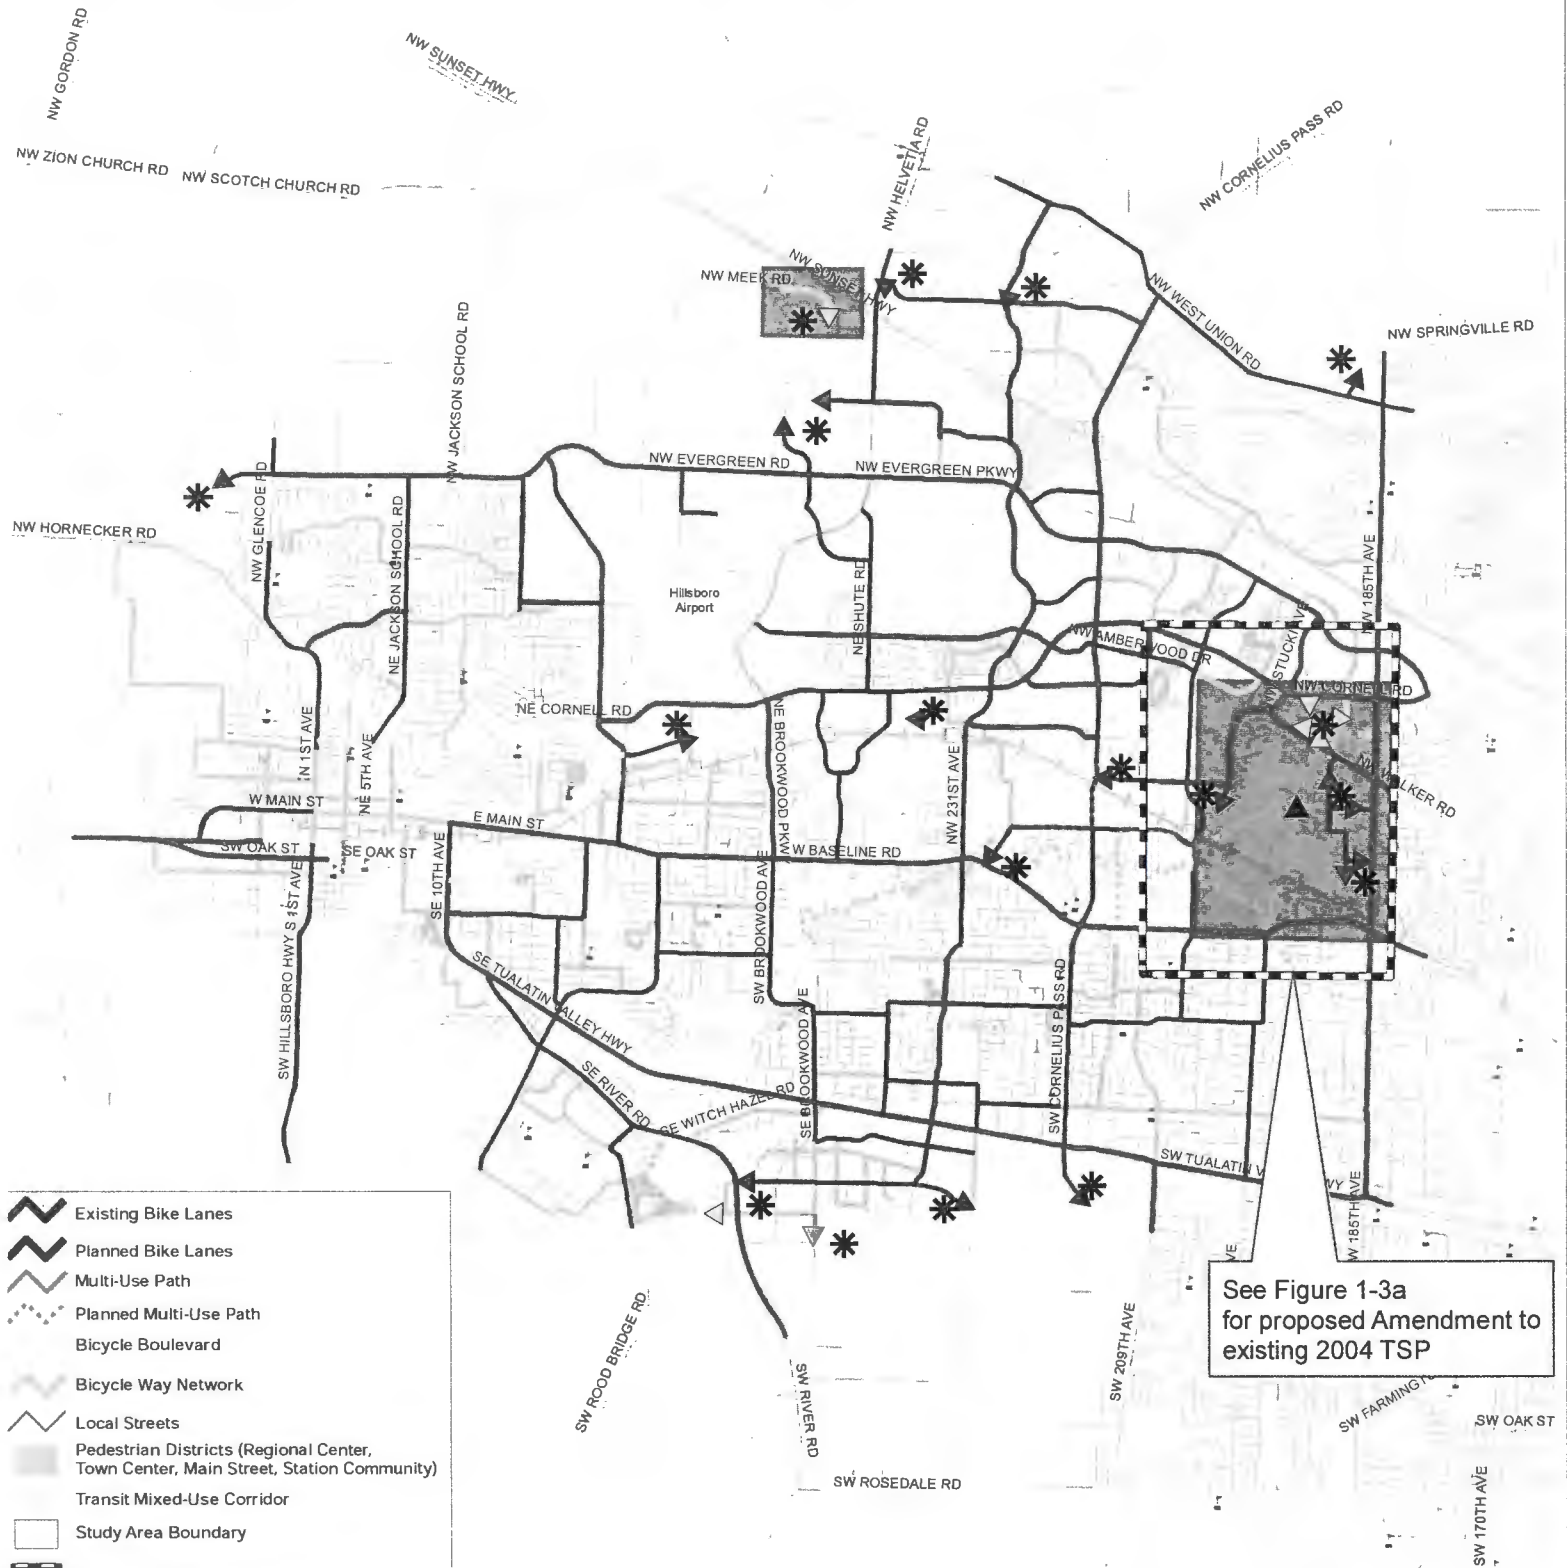 NW GORDON RD
NW SUNSET HWY
NW ZION CHURCH RD
NW SCOTCH CHURCH RD
NW HELVETIA RD
NW CORNELIUS PASS RD
NW MEEK RD
NW SUNSET HWY
NW WEST UNION RD
NW SPRINGVILLE RD
NW JACKSON SCHOOL RD
NW EVERGREEN RD
NW EVERGREEN PKWY
NW GLENCOE RD
NW HORNECKER RD
NE JACKSON SCHOOL RD
Hillsboro
Airport
NE SHUTE RD
NW 185TH AVE
NW AMBERWOOD DR
NW STUCKI AVE
NW CORNELL RD
NE CORNELL RD
NE BROOKWOOD PKWY
N 1ST AVE
NE 5TH AVE
NW 231ST AVE
NW WALKER RD
W MAIN ST
E MAIN ST
SW OAK ST
SE OAK ST
W BASELINE RD
SE 10TH AVE
SW BROOKWOOD AVE
S 1ST AVE
SW HILLSBORO HWY
SE TUALATIN VALLEY HWY
SE BROOKWOOD AVE
SW CORNELIUS PASS RD
SE RIVER RD
SE WITCH HAZEL RD
SW TUALATIN V
WY
W 185TH AVE
VE
Existing Bike Lanes
Planned Bike Lanes
Multi-Use Path
Planned Multi-Use Path
Bicycle Boulevard
Bicycle Way Network
Local Streets
Pedestrian Districts (Regional Center,
Town Center, Main Street, Station Community)
Transit Mixed-Use Corridor
Study Area Boundary
See Figure 1-3a
for proposed Amendment to
existing 2004 TSP
SW ROOD BRIDGE RD
SW RIVER RD
SW 209TH AVE
SW FARMINGTO
SW OAK ST
SW ROSEDALE RD
SW 170TH AVE